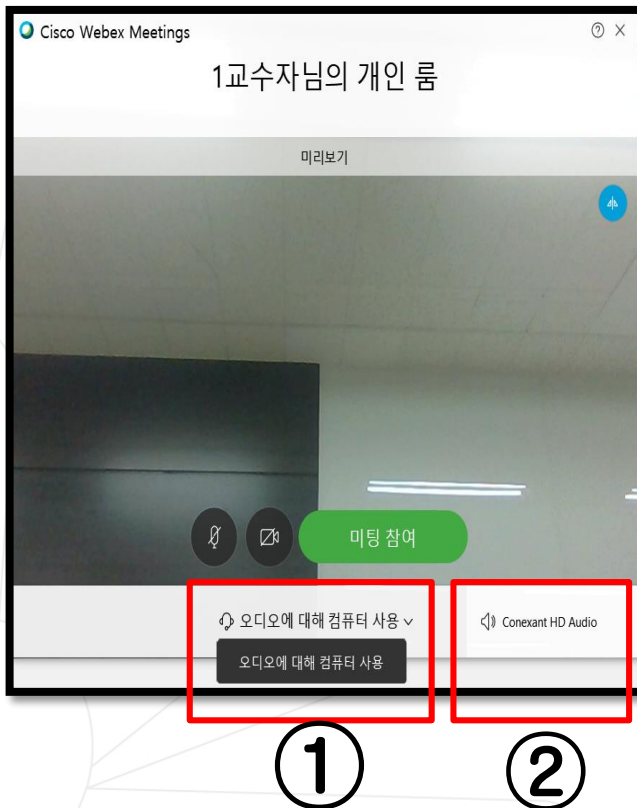 Cisco Webex Meetings
1교수자님의 개인 룸
미리보기
미팅 참여
오디오에 대해 컴퓨터 사용
Conexant HD Audio
오디오에 대해 컴퓨터 사용
①
②